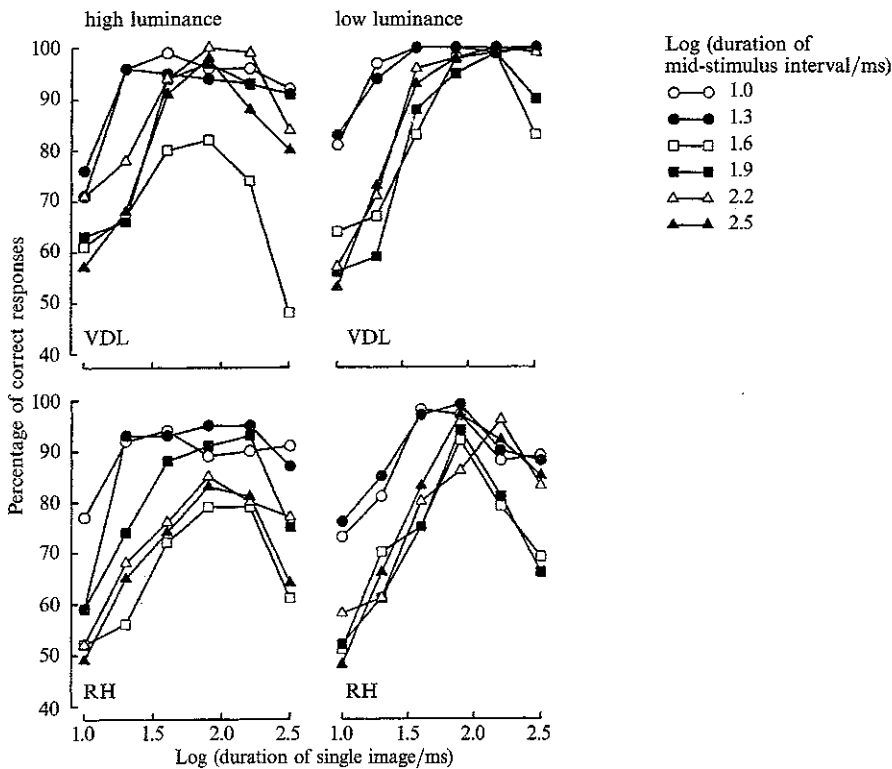 high luminance
low luminance
Log (duration of
mid-stimulus interval/ms)
1.0
1.3
1.6
1.9
2.2
2.5
Percentage of correct responses
100
90
80
70
60
50
40
VDL
VDL
100
90
80
70
60
50
40
RH
RH
1.0 1.5 2.0 2.5 1.0 1.5 2.0 2.5
Log (duration of single image/ms)